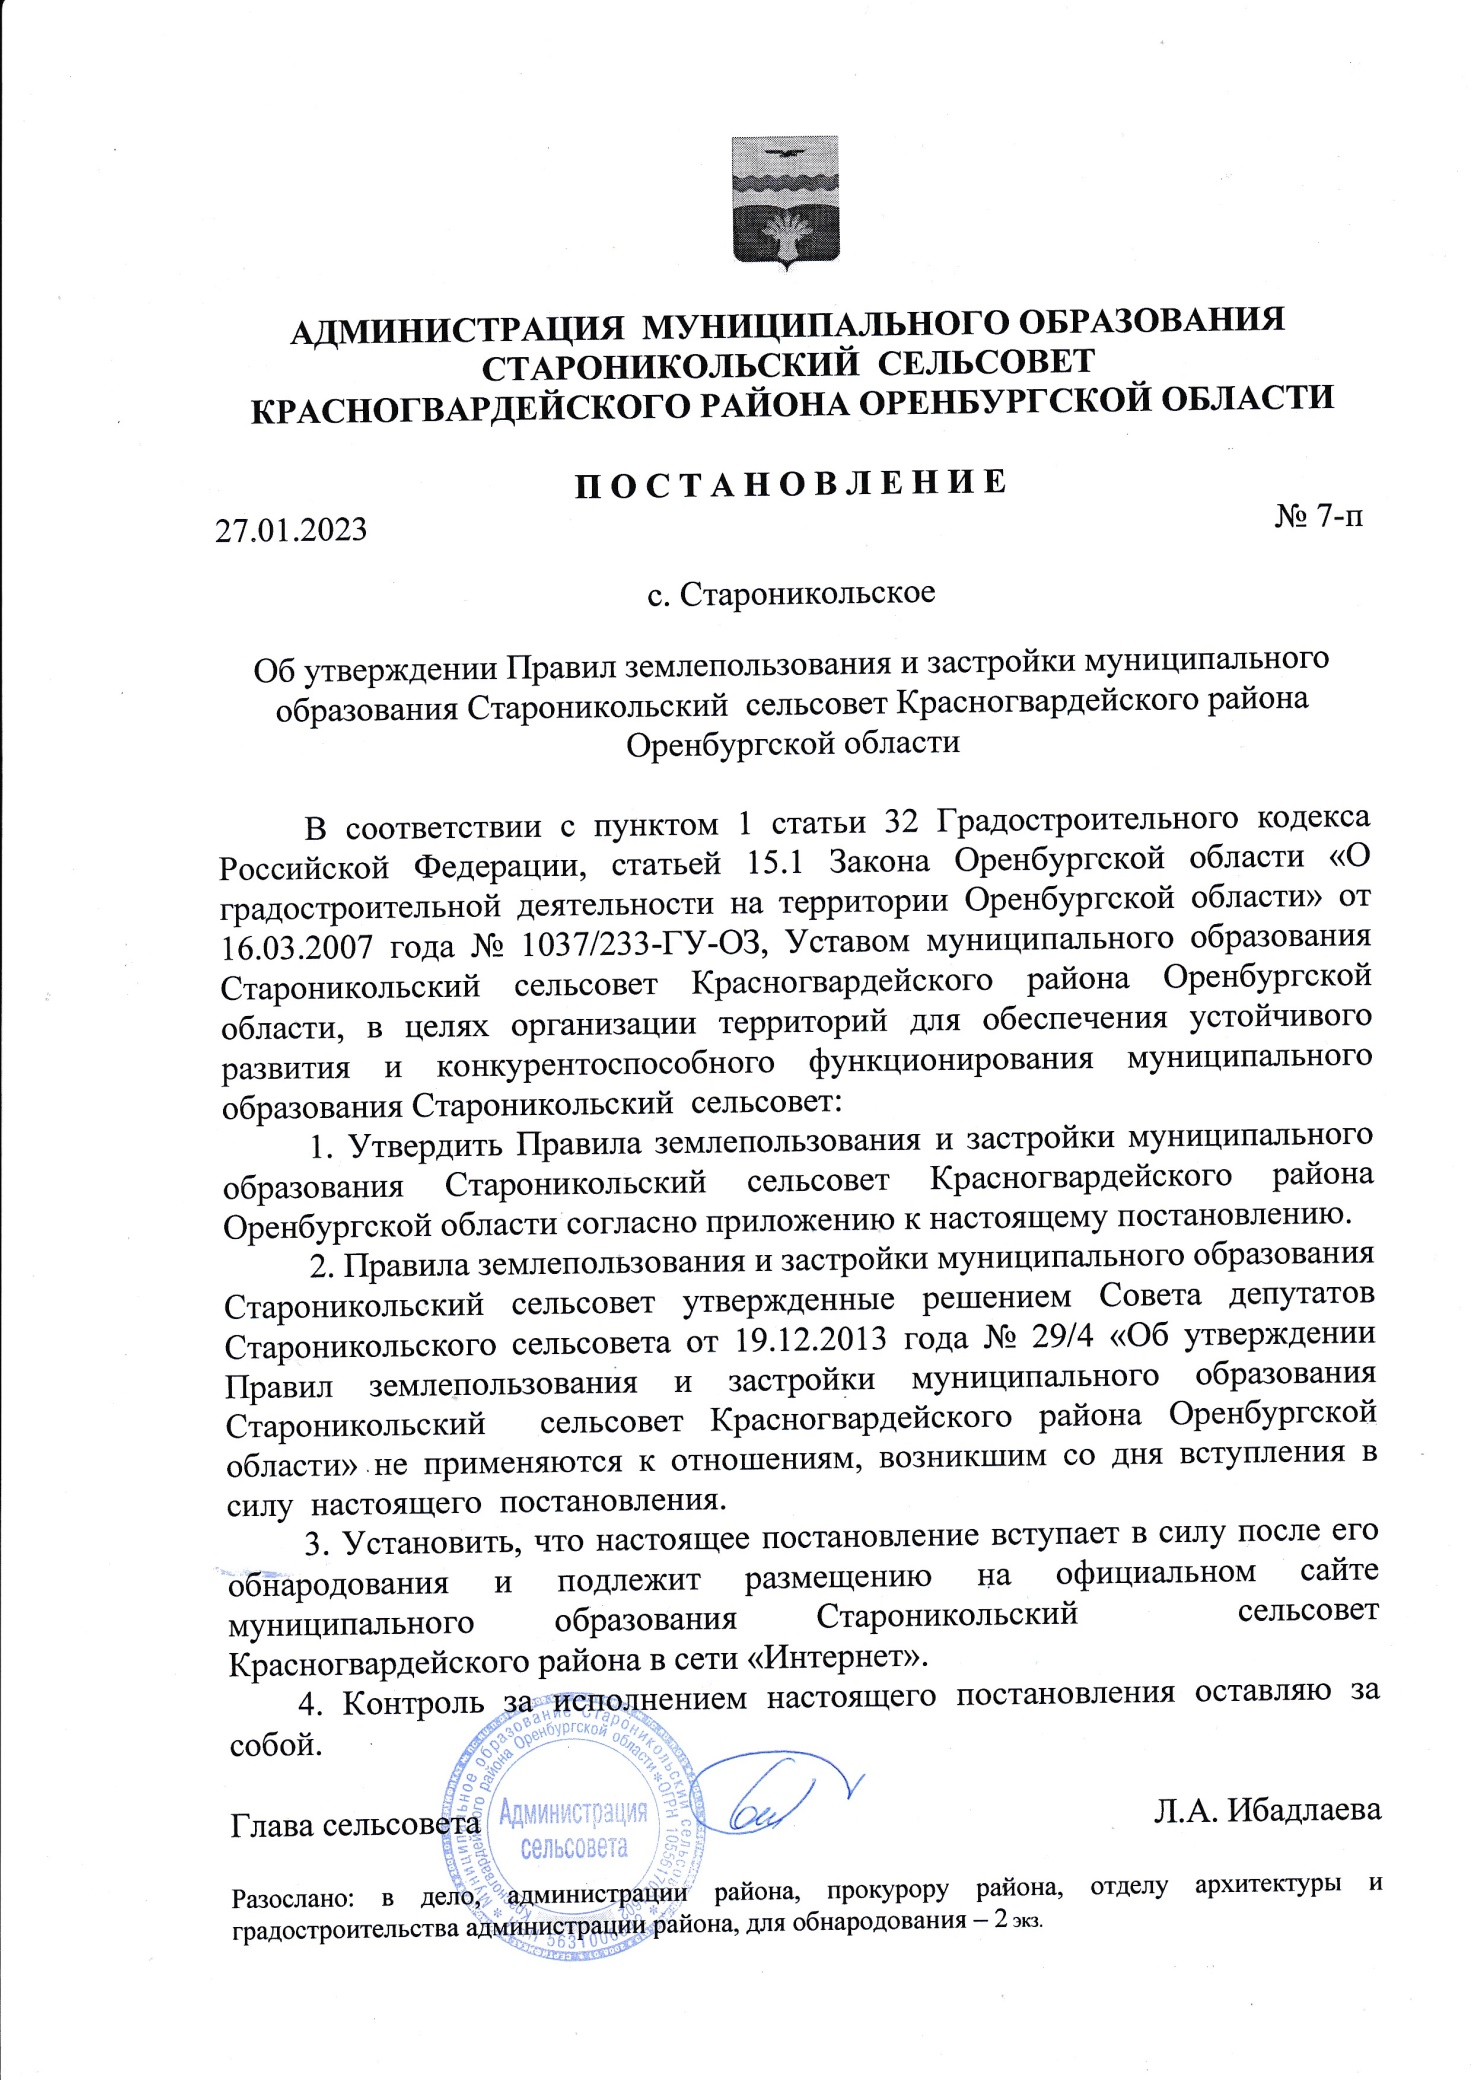 АДМИНИСТРАЦИЯ МУНИЦИПАЛЬНОГО ОБРАЗОВАНИЯ
СТАРОНИКОЛЬСКИЙ СЕЛЬСОВЕТ
КРАСНОГВАРДЕЙСКОГО РАЙОНА ОРЕНБУРГСКОЙ ОБЛАСТИ
П О С Т А Н О В Л Е Н И Е
27.01.2023 № 7-п
с. Староникольское
Об утверждении Правил землепользования и застройки муниципального
образования Староникольский сельсовет Красногвардейского района
Оренбургской области
В соответствии с пунктом 1 статьи 32 Градостроительного кодекса
Российской Федерации, статьей 15.1 Закона Оренбургской области «О
градостроительной деятельности на территории Оренбургской области» от
16.03.2007 года № 1037/233-ГУ-ОЗ, Уставом муниципального образования
Староникольский сельсовет Красногвардейского района Оренбургской
области, в целях организации территорий для обеспечения устойчивого
развития и конкурентоспособного функционирования муниципального
образования Староникольский сельсовет:
1. Утвердить Правила землепользования и застройки муниципального
образования Староникольский сельсовет Красногвардейского района
Оренбургской области согласно приложению к настоящему постановлению.
2. Правила землепользования и застройки муниципального образования
Староникольский сельсовет утвержденные решением Совета депутатов
Староникольского сельсовета от 19.12.2013 года № 29/4 «Об утверждении
Правил землепользования и застройки муниципального образования
Староникольский сельсовет Красногвардейского района Оренбургской
области» не применяются к отношениям, возникшим со дня вступления в
силу настоящего постановления.
3. Установить, что настоящее постановление вступает в силу после его
обнародования и подлежит размещению на официальном сайте
муниципального образования Староникольский сельсовет
Красногвардейского района в сети «Интернет».
4. Контроль за исполнением настоящего постановления оставляю за
собой.
Глава сельсовета Л.А. Ибадлаева
Муниципальное образование Староникольский сельсовет
Красногвардейского района Оренбургской области * ОГРН
Администрация
сельсовета
Разослано: в дело, администрации района, прокурору района, отделу архитектуры и
градостроительства администрации района, для обнародования – 2 экз.